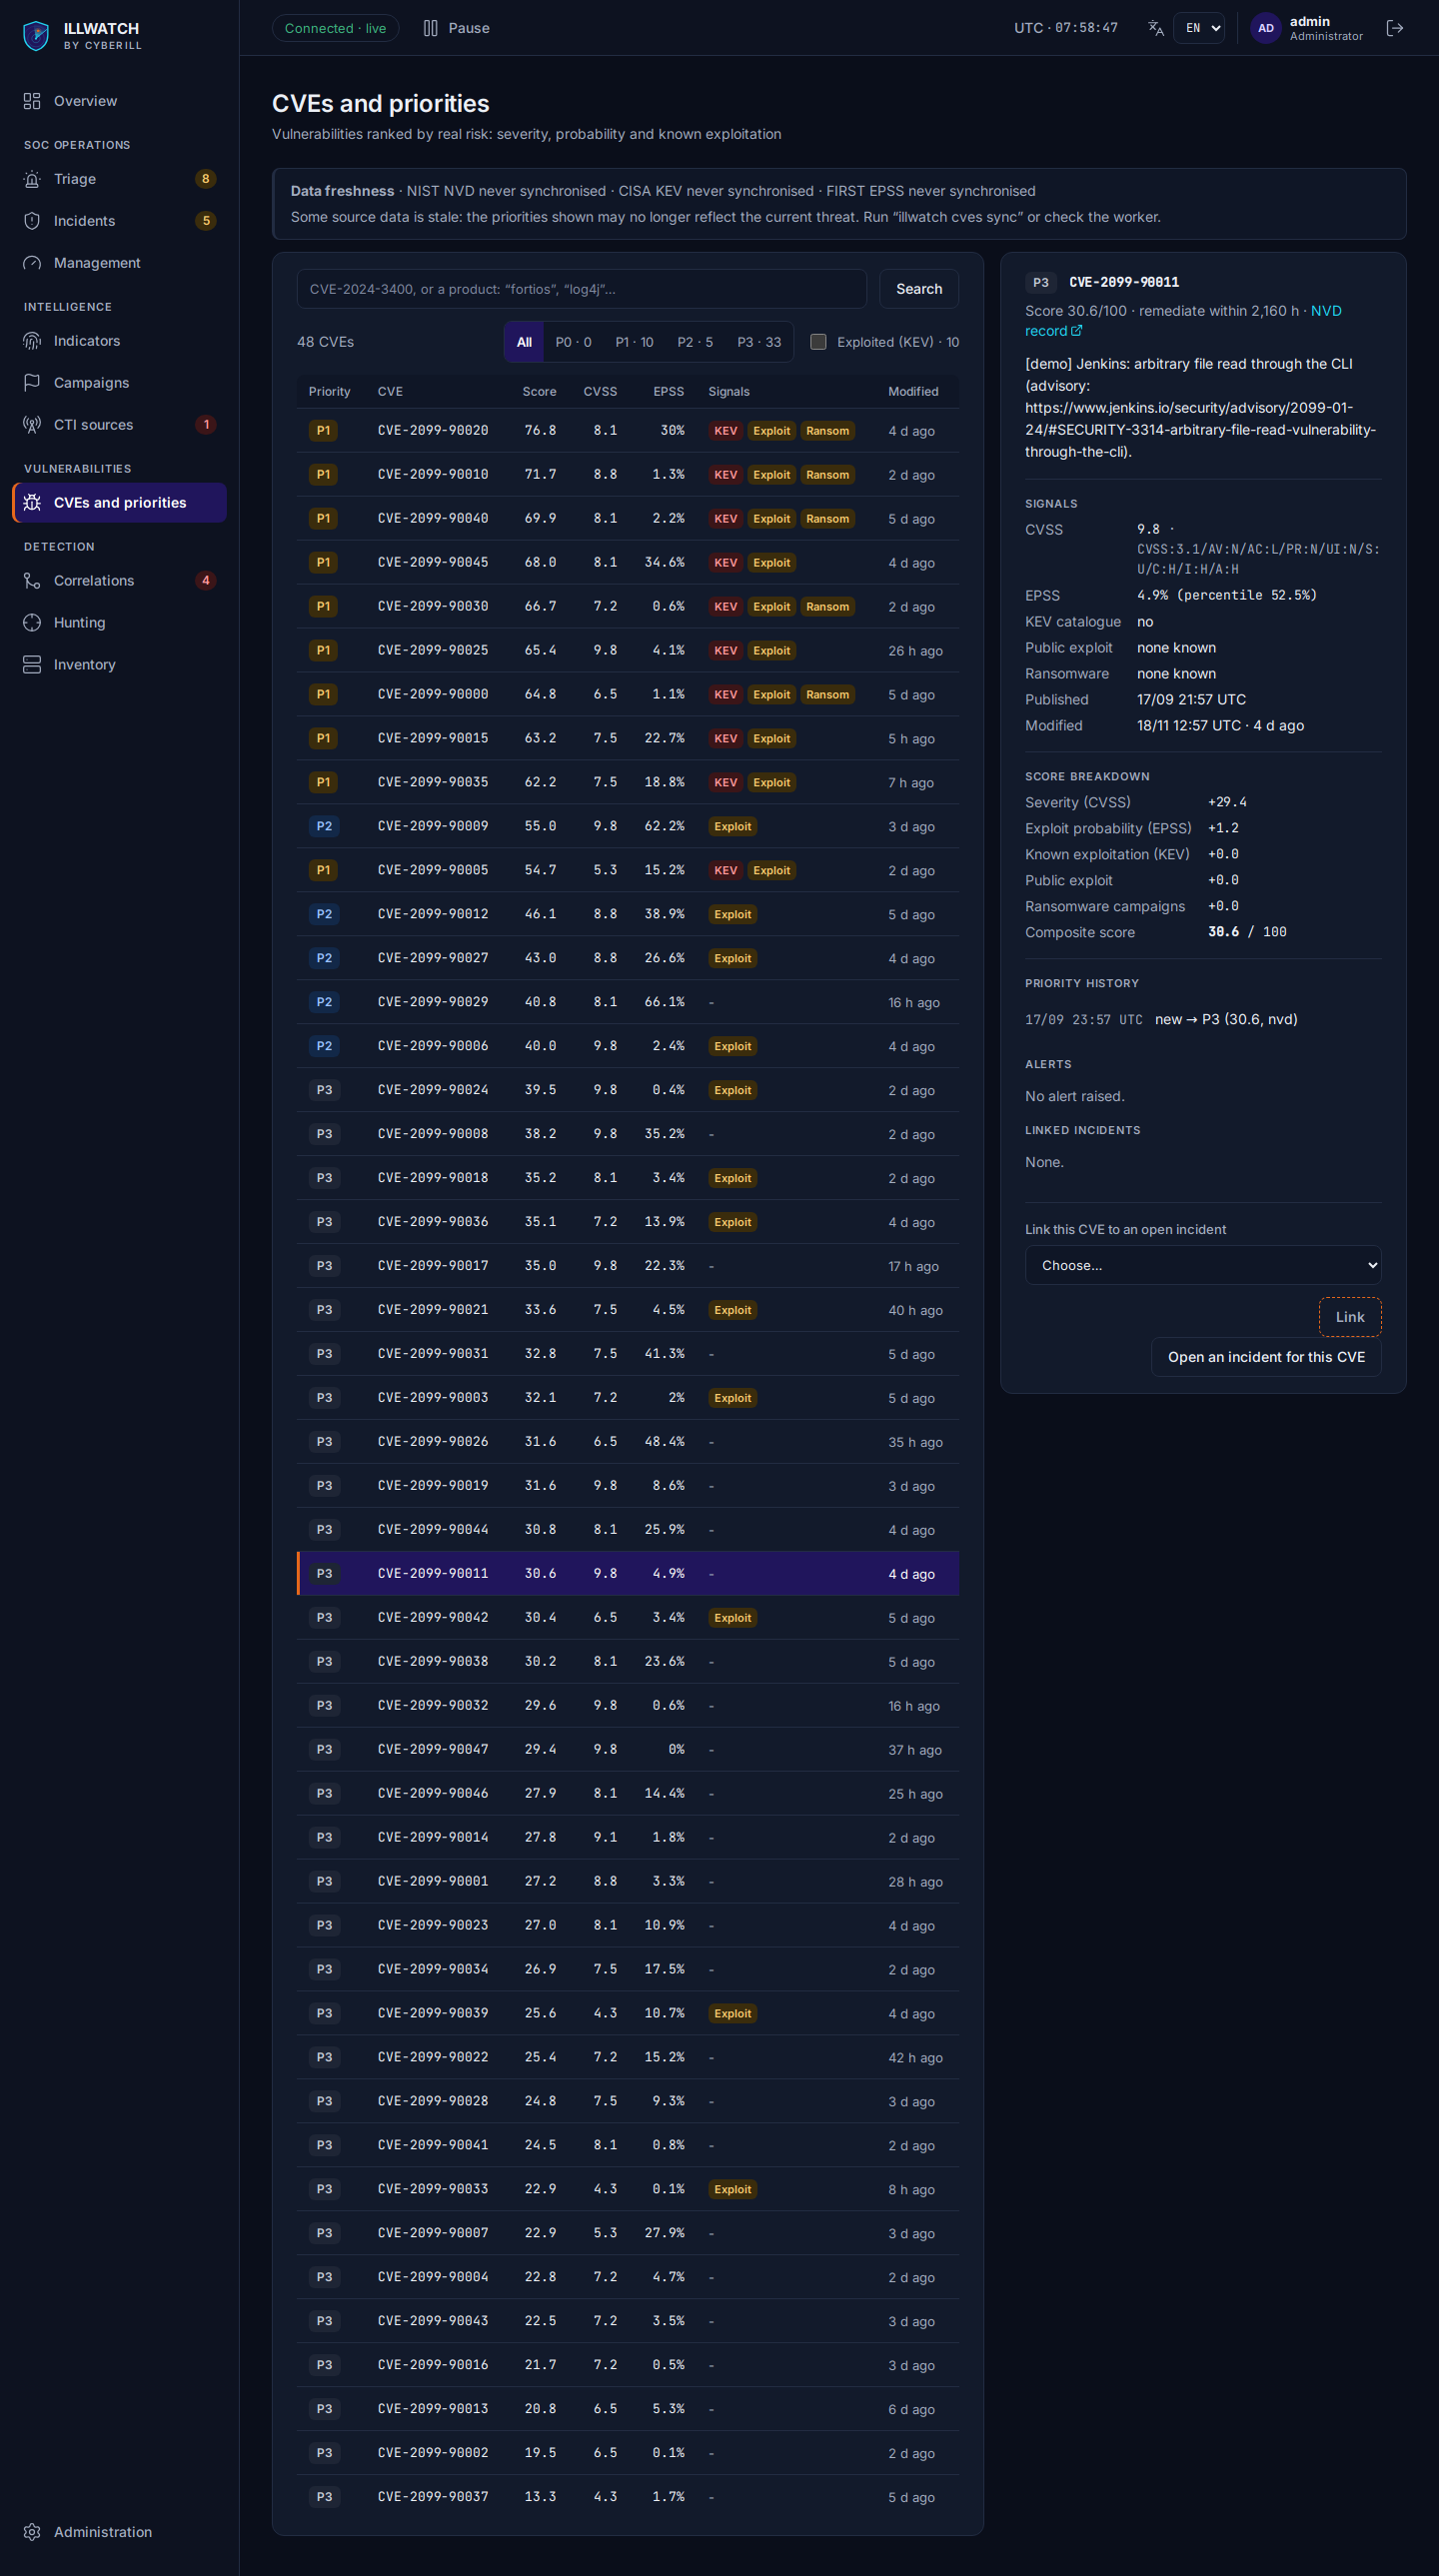 ILLWATCH
BY CYBERILL
Overview
SOC OPERATIONS
Triage 8
Incidents 5
Management
INTELLIGENCE
Indicators
Campaigns
CTI sources 1
VULNERABILITIES
CVEs and priorities
DETECTION
Correlations 4
Hunting
Inventory
Administration
Connected · live Pause UTC · 07:58:47 EN AD admin
Administrator
CVEs and priorities
Vulnerabilities ranked by real risk: severity, probability and known exploitation
Data freshness · NIST NVD never synchronised · CISA KEV never synchronised · FIRST EPSS never synchronised
Some source data is stale: the priorities shown may no longer reflect the current threat. Run “illwatch cves sync” or check the worker.
CVE-2024-3400, or a product: “fortios”, “log4j”… Search
48 CVEs All P0 · 0 P1 · 10 P2 · 5 P3 · 33 Exploited (KEV) · 10
Priority CVE Score CVSS EPSS Signals Modified
P1 CVE-2099-90020 76.8 8.1 30% KEV Exploit Ransom 4 d ago
P1 CVE-2099-90010 71.7 8.8 1.3% KEV Exploit Ransom 2 d ago
P1 CVE-2099-90040 69.9 8.1 2.2% KEV Exploit Ransom 5 d ago
P1 CVE-2099-90045 68.0 8.1 34.6% KEV Exploit 4 d ago
P1 CVE-2099-90030 66.7 7.2 0.6% KEV Exploit Ransom 2 d ago
P1 CVE-2099-90025 65.4 9.8 4.1% KEV Exploit 26 h ago
P1 CVE-2099-90000 64.8 6.5 1.1% KEV Exploit Ransom 5 d ago
P1 CVE-2099-90015 63.2 7.5 22.7% KEV Exploit 5 h ago
P1 CVE-2099-90035 62.2 7.5 18.8% KEV Exploit 7 h ago
P2 CVE-2099-90009 55.0 9.8 62.2% Exploit 3 d ago
P1 CVE-2099-90005 54.7 5.3 15.2% KEV Exploit 2 d ago
P2 CVE-2099-90012 46.1 8.8 38.9% Exploit 5 d ago
P2 CVE-2099-90027 43.0 8.8 26.6% Exploit 4 d ago
P2 CVE-2099-90029 40.8 8.1 66.1% - 16 h ago
P2 CVE-2099-90006 40.0 9.8 2.4% Exploit 4 d ago
P3 CVE-2099-90024 39.5 9.8 0.4% Exploit 2 d ago
P3 CVE-2099-90008 38.2 9.8 35.2% - 2 d ago
P3 CVE-2099-90018 35.2 8.1 3.4% Exploit 2 d ago
P3 CVE-2099-90036 35.1 7.2 13.9% Exploit 4 d ago
P3 CVE-2099-90017 35.0 9.8 22.3% - 17 h ago
P3 CVE-2099-90021 33.6 7.5 4.5% Exploit 40 h ago
P3 CVE-2099-90031 32.8 7.5 41.3% - 5 d ago
P3 CVE-2099-90003 32.1 7.2 2% Exploit 5 d ago
P3 CVE-2099-90026 31.6 6.5 48.4% - 35 h ago
P3 CVE-2099-90019 31.6 9.8 8.6% - 3 d ago
P3 CVE-2099-90044 30.8 8.1 25.9% - 4 d ago
P3 CVE-2099-90011 30.6 9.8 4.9% - 4 d ago
P3 CVE-2099-90042 30.4 6.5 3.4% Exploit 5 d ago
P3 CVE-2099-90038 30.2 8.1 23.6% - 5 d ago
P3 CVE-2099-90032 29.6 9.8 0.6% - 16 h ago
P3 CVE-2099-90047 29.4 9.8 0% - 37 h ago
P3 CVE-2099-90046 27.9 8.1 14.4% - 25 h ago
P3 CVE-2099-90014 27.8 9.1 1.8% - 2 d ago
P3 CVE-2099-90001 27.2 8.8 3.3% - 28 h ago
P3 CVE-2099-90023 27.0 8.1 10.9% - 4 d ago
P3 CVE-2099-90034 26.9 7.5 17.5% - 2 d ago
P3 CVE-2099-90039 25.6 4.3 10.7% Exploit 4 d ago
P3 CVE-2099-90022 25.4 7.2 15.2% - 42 h ago
P3 CVE-2099-90028 24.8 7.5 9.3% - 3 d ago
P3 CVE-2099-90041 24.5 8.1 0.8% - 2 d ago
P3 CVE-2099-90033 22.9 4.3 0.1% Exploit 8 h ago
P3 CVE-2099-90007 22.9 5.3 27.9% - 3 d ago
P3 CVE-2099-90004 22.8 7.2 4.7% - 2 d ago
P3 CVE-2099-90043 22.5 7.2 3.5% - 3 d ago
P3 CVE-2099-90016 21.7 7.2 0.5% - 3 d ago
P3 CVE-2099-90013 20.8 6.5 5.3% - 6 d ago
P3 CVE-2099-90002 19.5 6.5 0.1% - 2 d ago
P3 CVE-2099-90037 13.3 4.3 1.7% - 5 d ago
P3 CVE-2099-90011
Score 30.6/100 · remediate within 2,160 h · NVD
record
[demo] Jenkins: arbitrary file read through the CLI
(advisory:
https://www.jenkins.io/security/advisory/2099-01-
24/#SECURITY-3314-arbitrary-file-read-vulnerability-
through-the-cli).
SIGNALS
CVSS 9.8 ·
CVSS:3.1/AV:N/AC:L/PR:N/UI:N/S:
U/C:H/I:H/A:H
EPSS 4.9% (percentile 52.5%)
KEV catalogue no
Public exploit none known
Ransomware none known
Published 17/09 21:57 UTC
Modified 18/11 12:57 UTC · 4 d ago
SCORE BREAKDOWN
Severity (CVSS) +29.4
Exploit probability (EPSS) +1.2
Known exploitation (KEV) +0.0
Public exploit +0.0
Ransomware campaigns +0.0
Composite score 30.6 / 100
PRIORITY HISTORY
17/09 23:57 UTC new → P3 (30.6, nvd)
ALERTS
No alert raised.
LINKED INCIDENTS
None.
Link this CVE to an open incident
Choose…
Link
Open an incident for this CVE